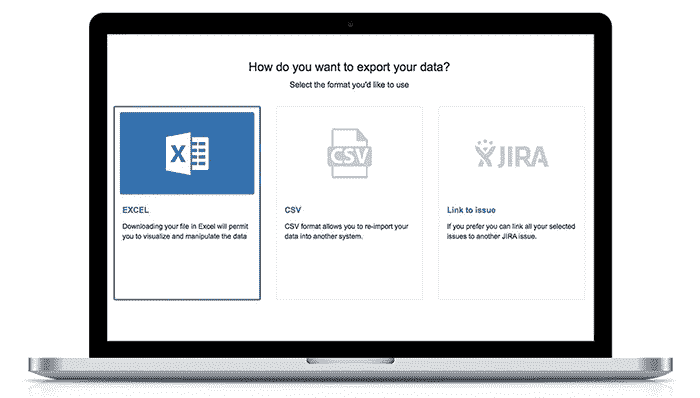 How do you want to export your data?
Select the format you'd like to use
X
CSV
JIRA
EXCEL
Downloading your file in Excel will permit
you to visualize and manipulate the data
CSV
CSV format allows you to re-import your
data into another system.
Link to issue
If you prefer you can link all your selected
issues to another JIRA issue.